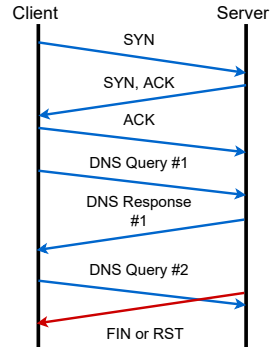 Client Server
SYN
SYN, ACK
ACK
DNS Query #1
DNS Response
#1
DNS Query #2
FIN or RST